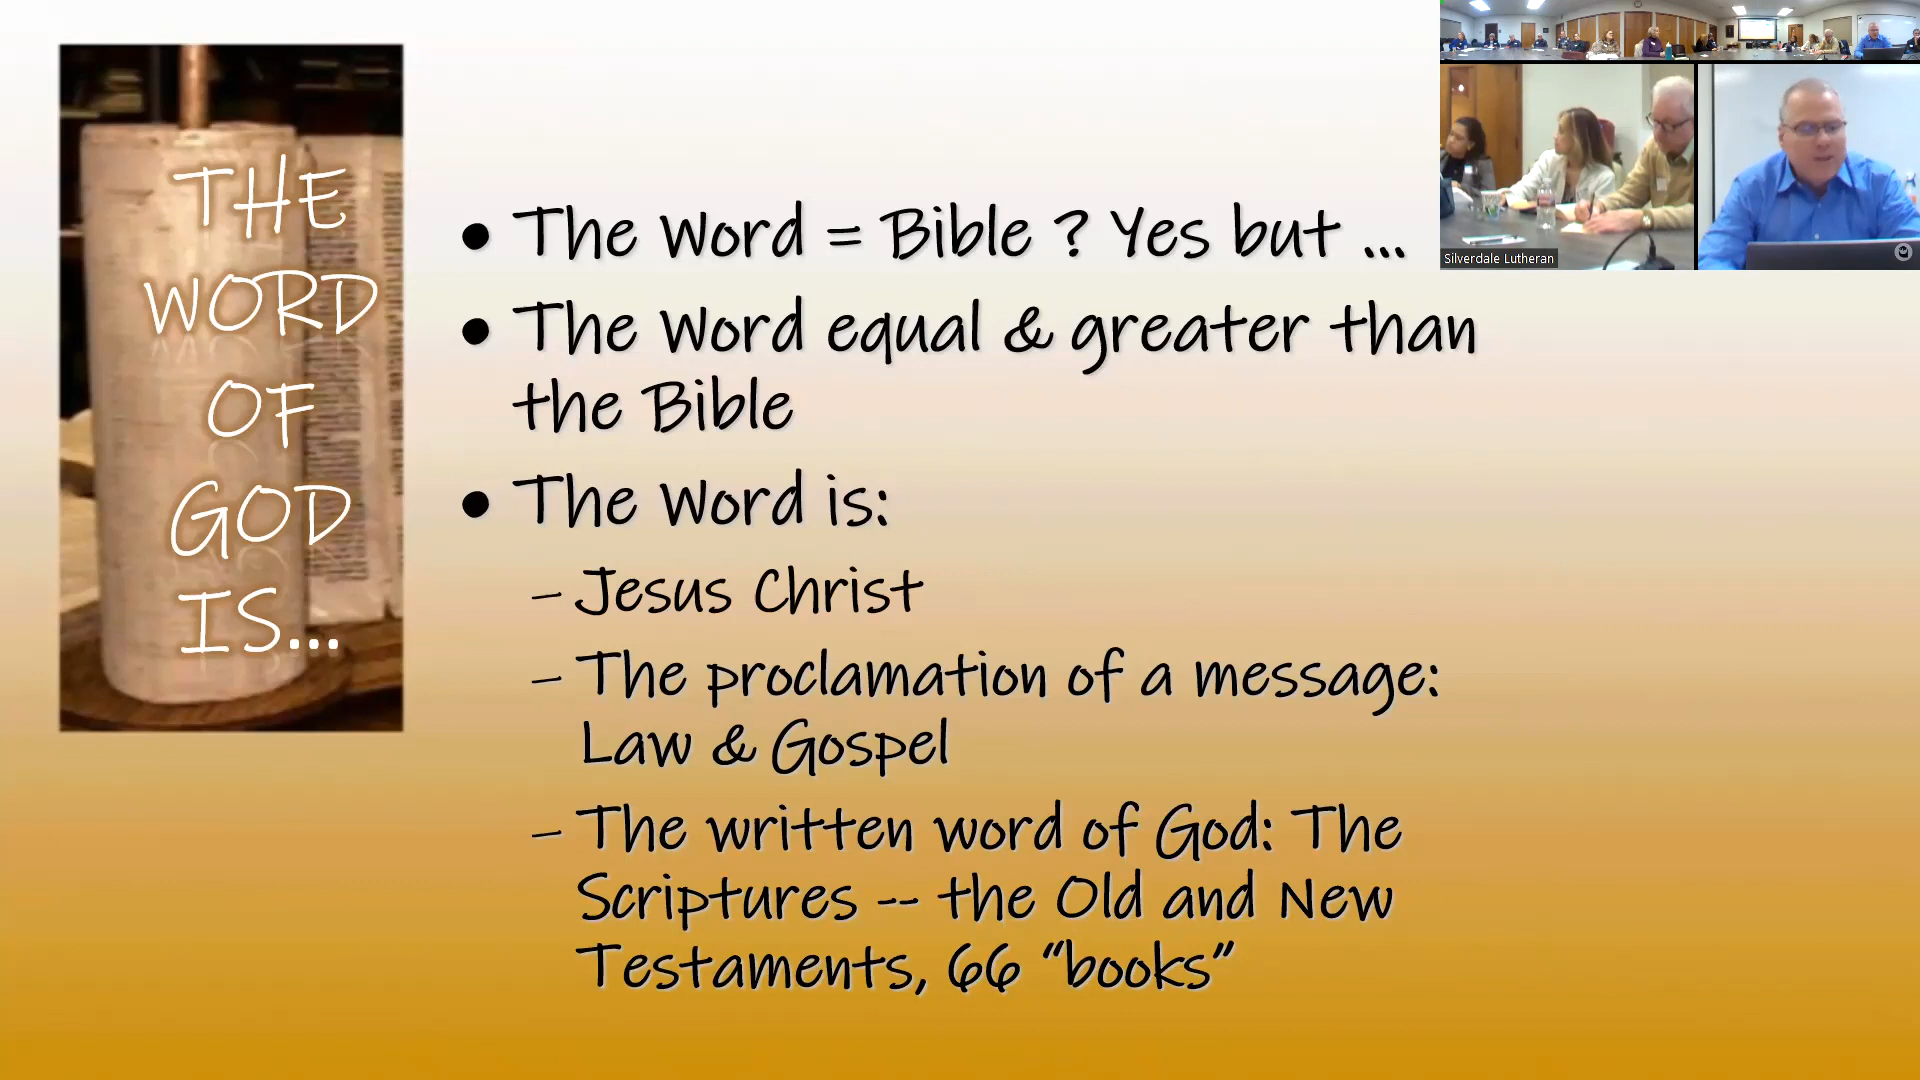 THE
WORD
OF
GOD
IS...
• The Word = Bible ? Yes but ...
• The Word equal & greater than
the Bible
• The Word is:
– Jesus Christ
– The proclamation of a message:
Law & Gospel
– The written word of God: The
Scriptures -- the Old and New
Testaments, 66 “books”
Silverdale Lutheran